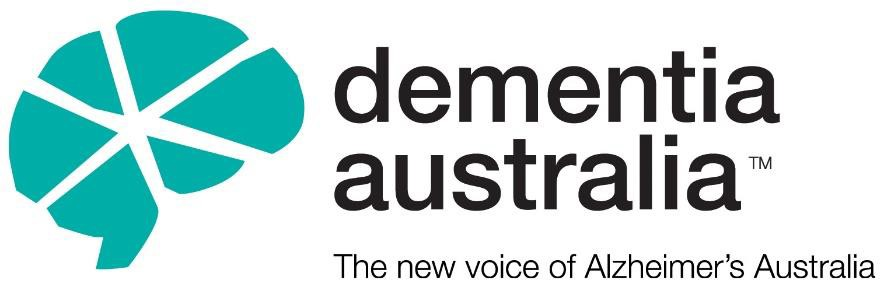 dementia
australia™
The new voice of Alzheimer's Australia